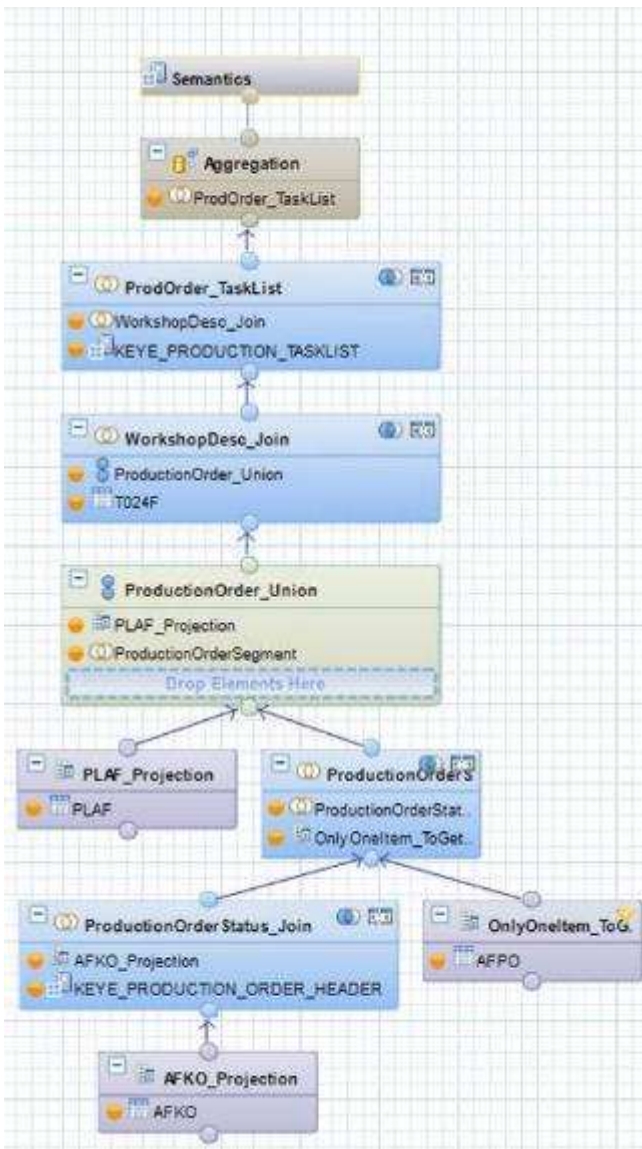 Semantics
Aggregation
ProdOrder_TaskList
ProdOrder_TaskList
WorkshopDesc_Join
KEYE_PRODUCTION_TASKLIST
WorkshopDesc_Join
ProductionOrder_Union
T024F
ProductionOrder_Union
PLAF_Projection
ProductionOrderSegment
Drop Elements Here
PLAF_Projection
PLAF
ProductionOrderS
ProductionOrderStat..
OnlyOneItem_ToGet..
ProductionOrderStatus_Join
AFKO_Projection
KEYE_PRODUCTION_ORDER_HEADER
OnlyOneItem_ToG.
AFPO
AFKO_Projection
AFKO